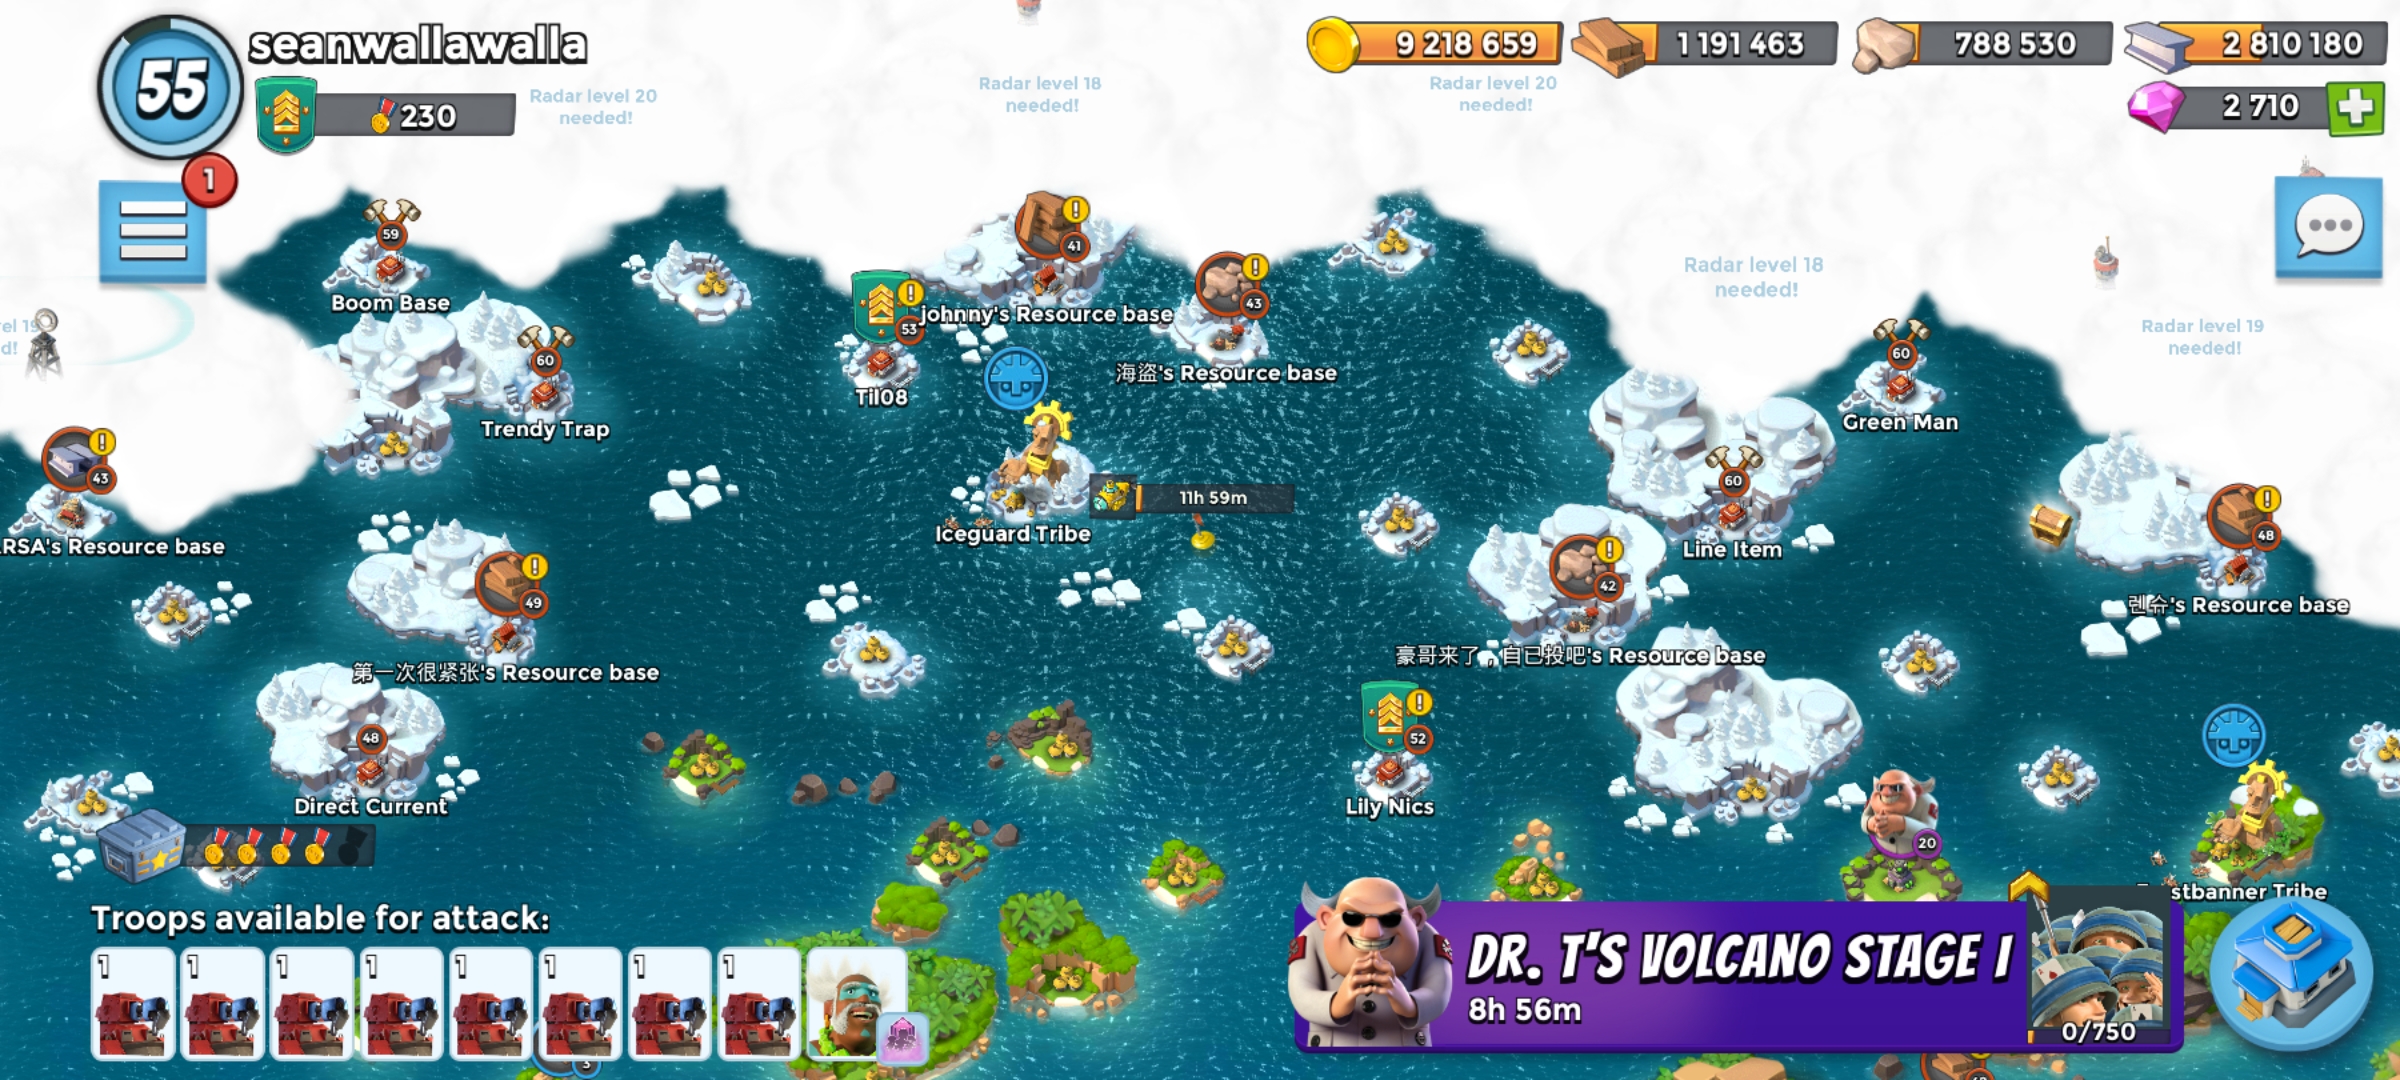 55
seanwallawalla
230
9 218 659
1 191 463
788 530
2 810 180
2 710
1
Radar level 20
needed!
Radar level 18
needed!
Radar level 20
needed!
Radar level 18
needed!
Radar level 19
needed!
59
Boom Base
60
Trendy Trap
53
Til08
41
johnny's Resource base
43
海盗's Resource base
60
Green Man
43
RSA's Resource base
11h 59m
Iceguard Tribe
60
Line Item
48
렌슈's Resource base
49
第一次很紧张's Resource base
42
豪哥来了，自已投吧's Resource base
48
Direct Current
52
Lily Nics
20
stbanner Tribe
Troops available for attack:
1 1 1 1 1 1 1 1
DR. T'S VOLCANO STAGE I
8h 56m
0/750
3